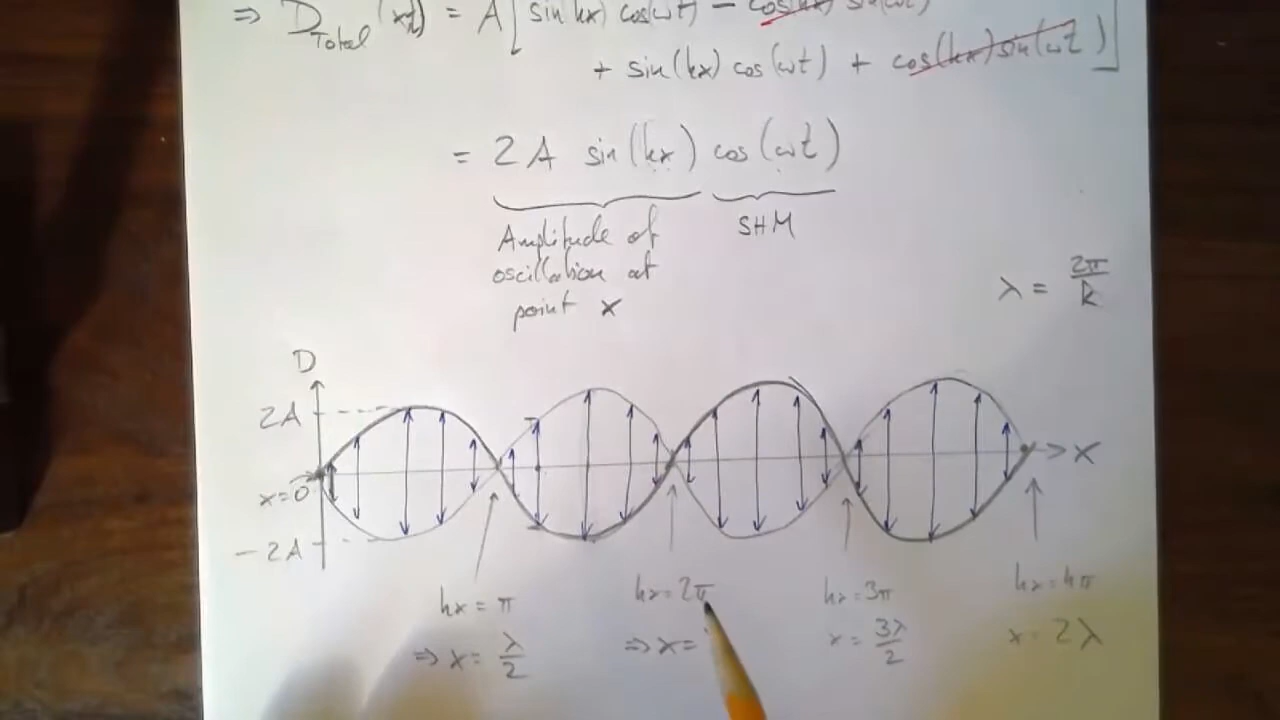 ⇒ D_Total (x,t) = A[ sin(kx) cos(ωt) − cos(kx) sin(ωt)
+ sin(kx) cos(ωt) + cos(kx) sin(ωt) ]
= 2A sin(kx) cos(ωt)
Amplitude of oscillation at point x
SHM
λ = 2π/k
D
2A
x=0
x
−2A
kx = π
⇒ x = λ/2
kx = 2π
⇒ x =
kx = 3π
x = 3λ/2
kx = 4π
x = 2λ